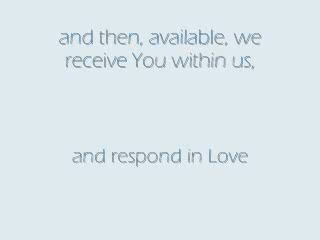 and then, available, we
receive You within us,
and respond in Love